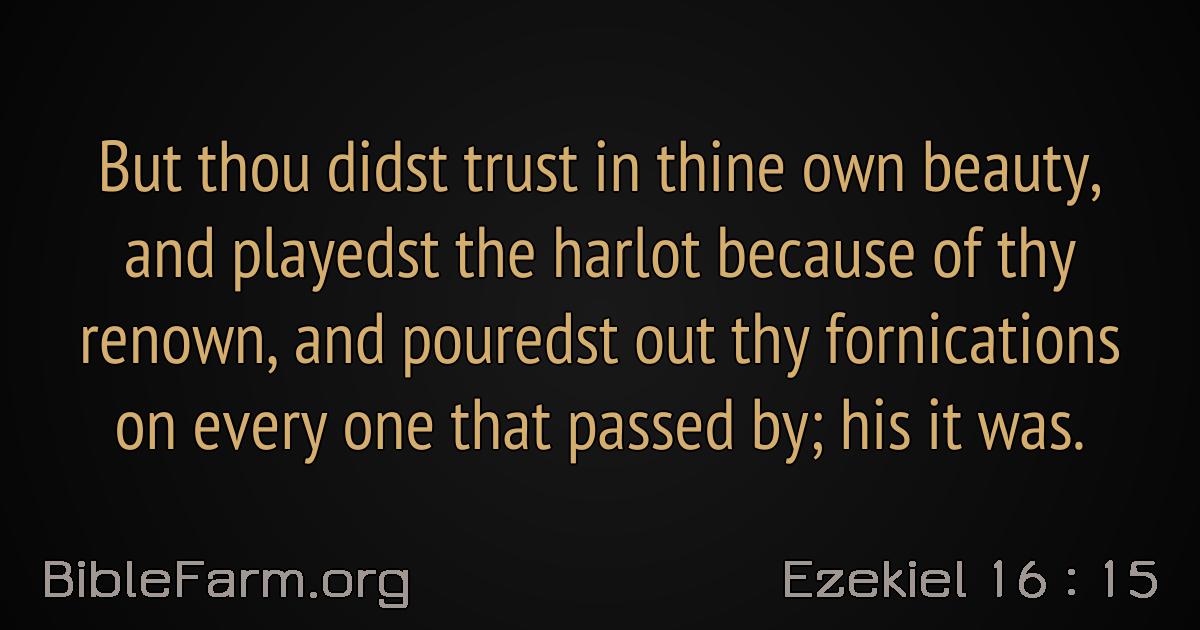 But thou didst trust in thine own beauty,
and playedst the harlot because of thy
renown, and pouredst out thy fornications
on every one that passed by; his it was.
BibleFarm.org
Ezekiel 16 : 15